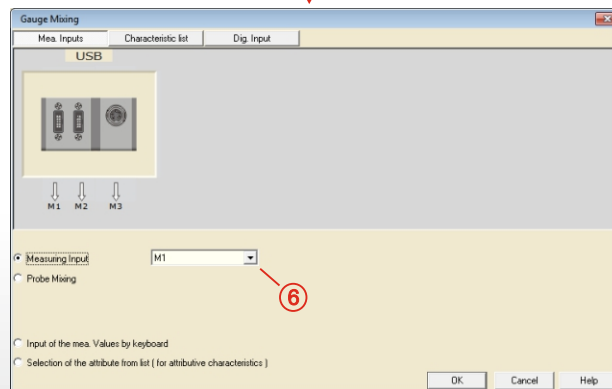 Gauge Mixing
Mea. Inputs Characteristic list Dig. Input
USB
M1 M2 M3
Measuring Input M1
6
Probe Mixing
Input of the mea. Values by keyboard
Selection of the attribute from list ( for attributive characteristics )
OK Cancel Help